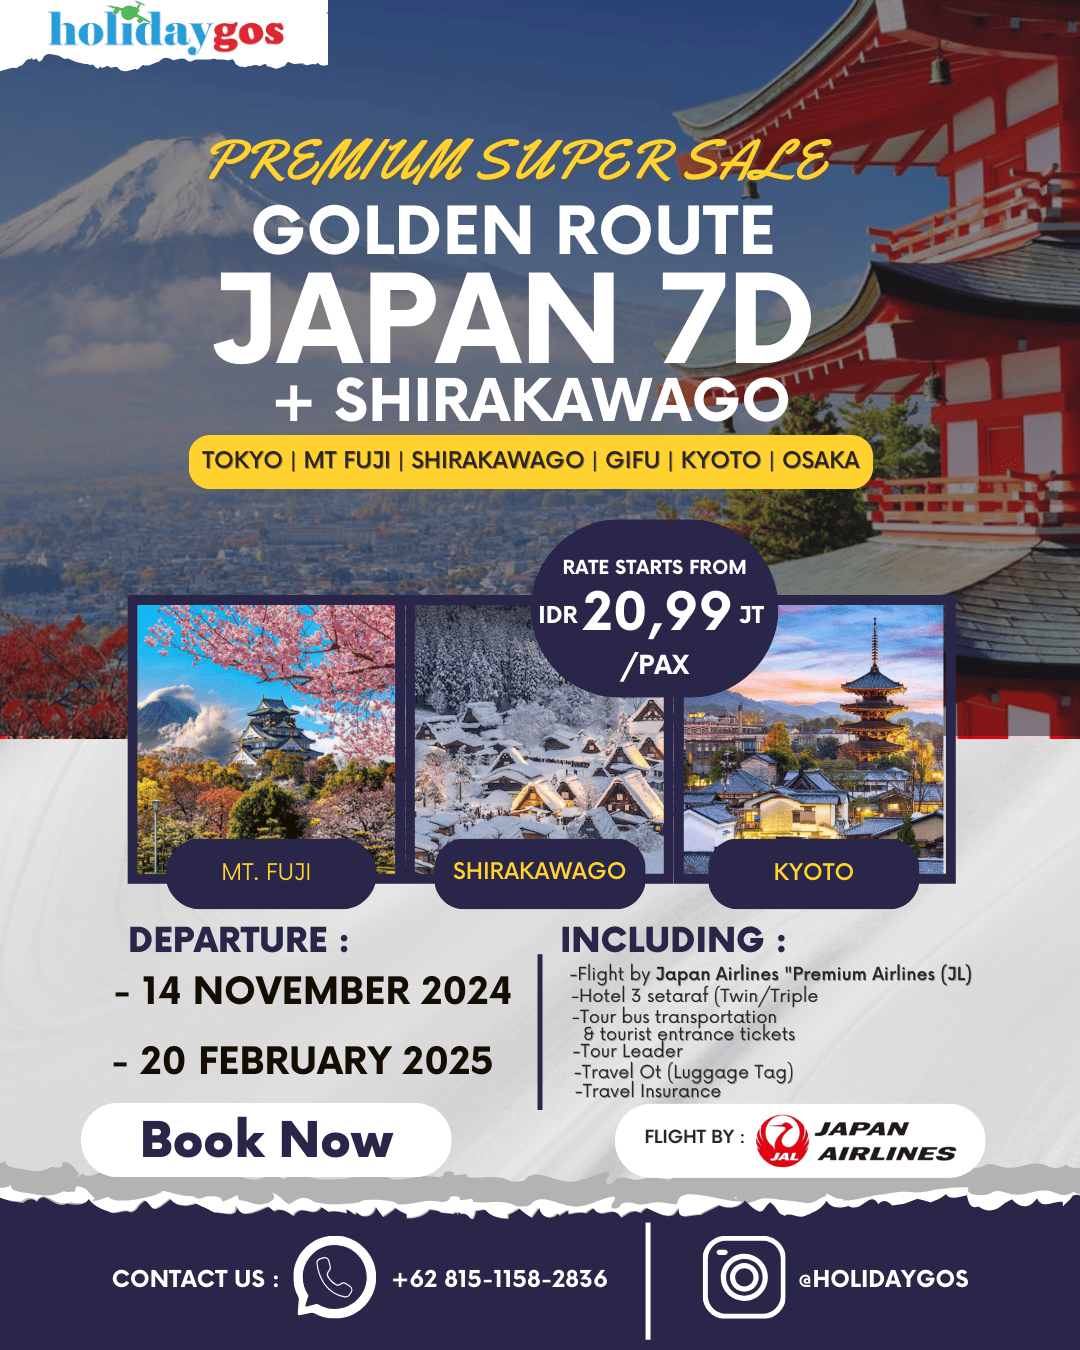 holidaygos
PREMIUM SUPER SALE
GOLDEN ROUTE
JAPAN 7D
+ SHIRAKAWAGO
TOKYO | MT FUJI | SHIRAKAWAGO | GIFU | KYOTO | OSAKA
RATE STARTS FROM
IDR 20,99 JT
/PAX
MT. FUJI
SHIRAKAWAGO
KYOTO
DEPARTURE :
- 14 NOVEMBER 2024
- 20 FEBRUARY 2025
INCLUDING :
-Flight by Japan Airlines "Premium Airlines (JL)
-Hotel 3 setaraf (Twin/Triple
-Tour bus transportation
& tourist entrance tickets
-Tour Leader
-Travel Ot (Luggage Tag)
-Travel Insurance
Book Now
FLIGHT BY :
JAL
JAPAN
AIRLINES
CONTACT US :
+62 815-1158-2836
@HOLIDAYGOS